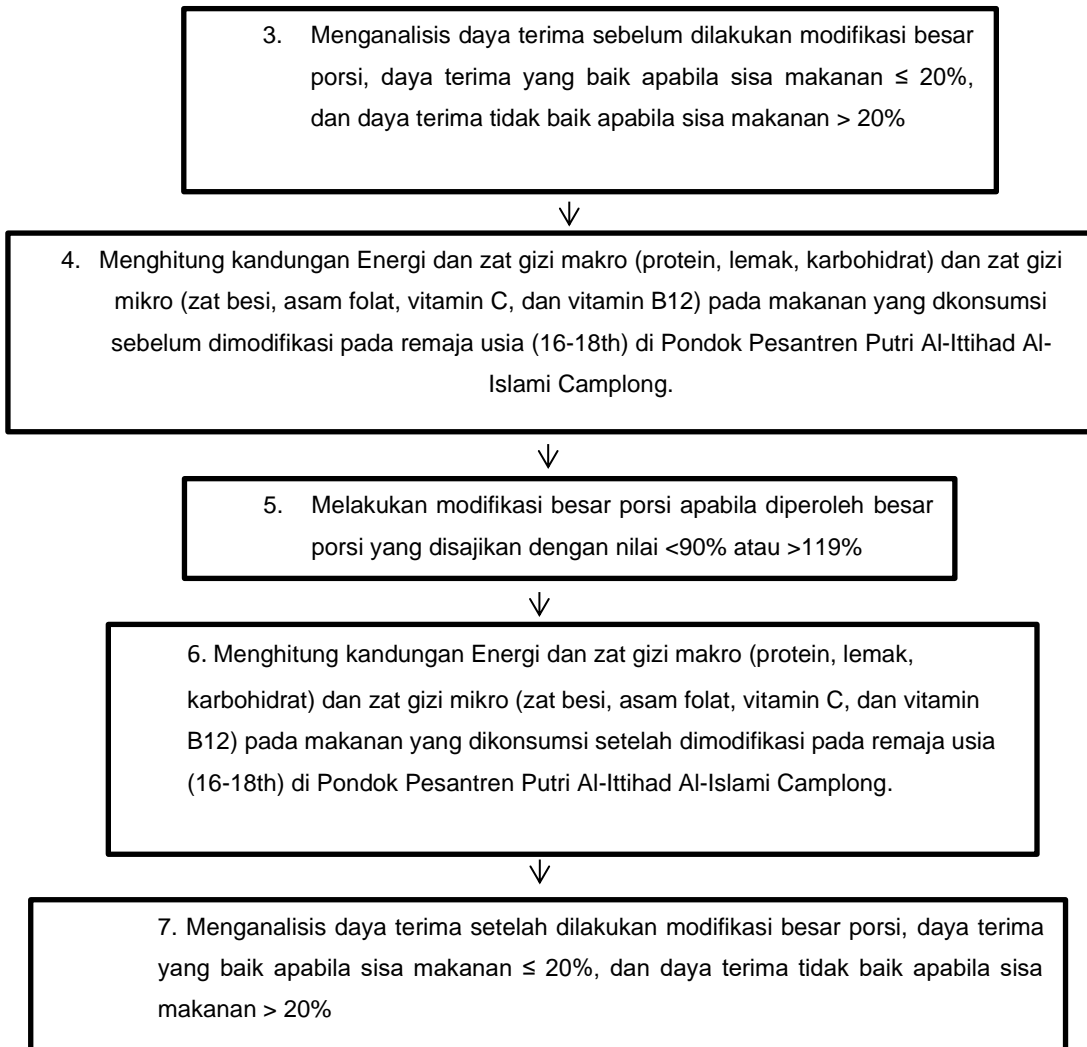 3. Menganalisis daya terima sebelum dilakukan modifikasi besar
porsi, daya terima yang baik apabila sisa makanan ≤ 20%,
dan daya terima tidak baik apabila sisa makanan > 20%
4. Menghitung kandungan Energi dan zat gizi makro (protein, lemak, karbohidrat) dan zat gizi
mikro (zat besi, asam folat, vitamin C, dan vitamin B12) pada makanan yang dkonsumsi
sebelum dimodifikasi pada remaja usia (16-18th) di Pondok Pesantren Putri Al-Ittihad Al-
Islami Camplong.
5. Melakukan modifikasi besar porsi apabila diperoleh besar
porsi yang disajikan dengan nilai <90% atau >119%
6. Menghitung kandungan Energi dan zat gizi makro (protein, lemak,
karbohidrat) dan zat gizi mikro (zat besi, asam folat, vitamin C, dan vitamin
B12) pada makanan yang dikonsumsi setelah dimodifikasi pada remaja usia
(16-18th) di Pondok Pesantren Putri Al-Ittihad Al-Islami Camplong.
7. Menganalisis daya terima setelah dilakukan modifikasi besar porsi, daya terima
yang baik apabila sisa makanan ≤ 20%, dan daya terima tidak baik apabila sisa
makanan > 20%